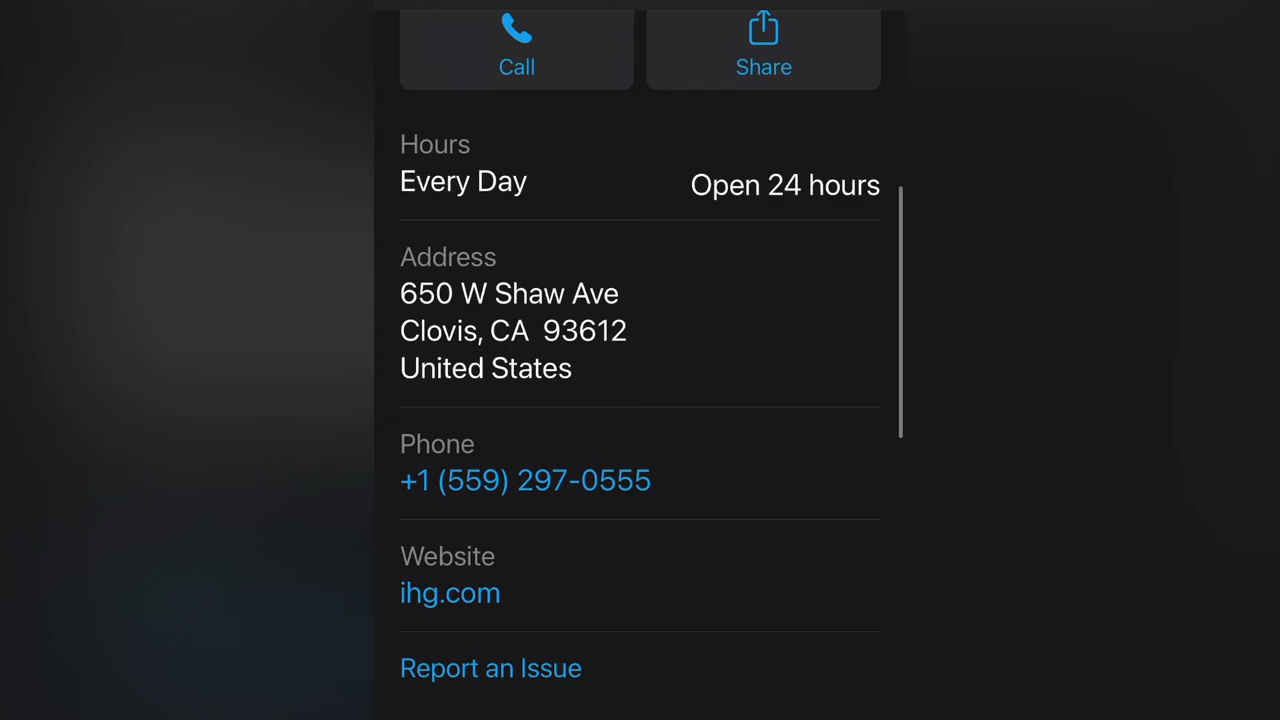 Call
Share
Hours
Every Day
Open 24 hours
Address
650 W Shaw Ave
Clovis, CA  93612
United States
Phone
+1 (559) 297-0555
Website
ihg.com
Report an Issue